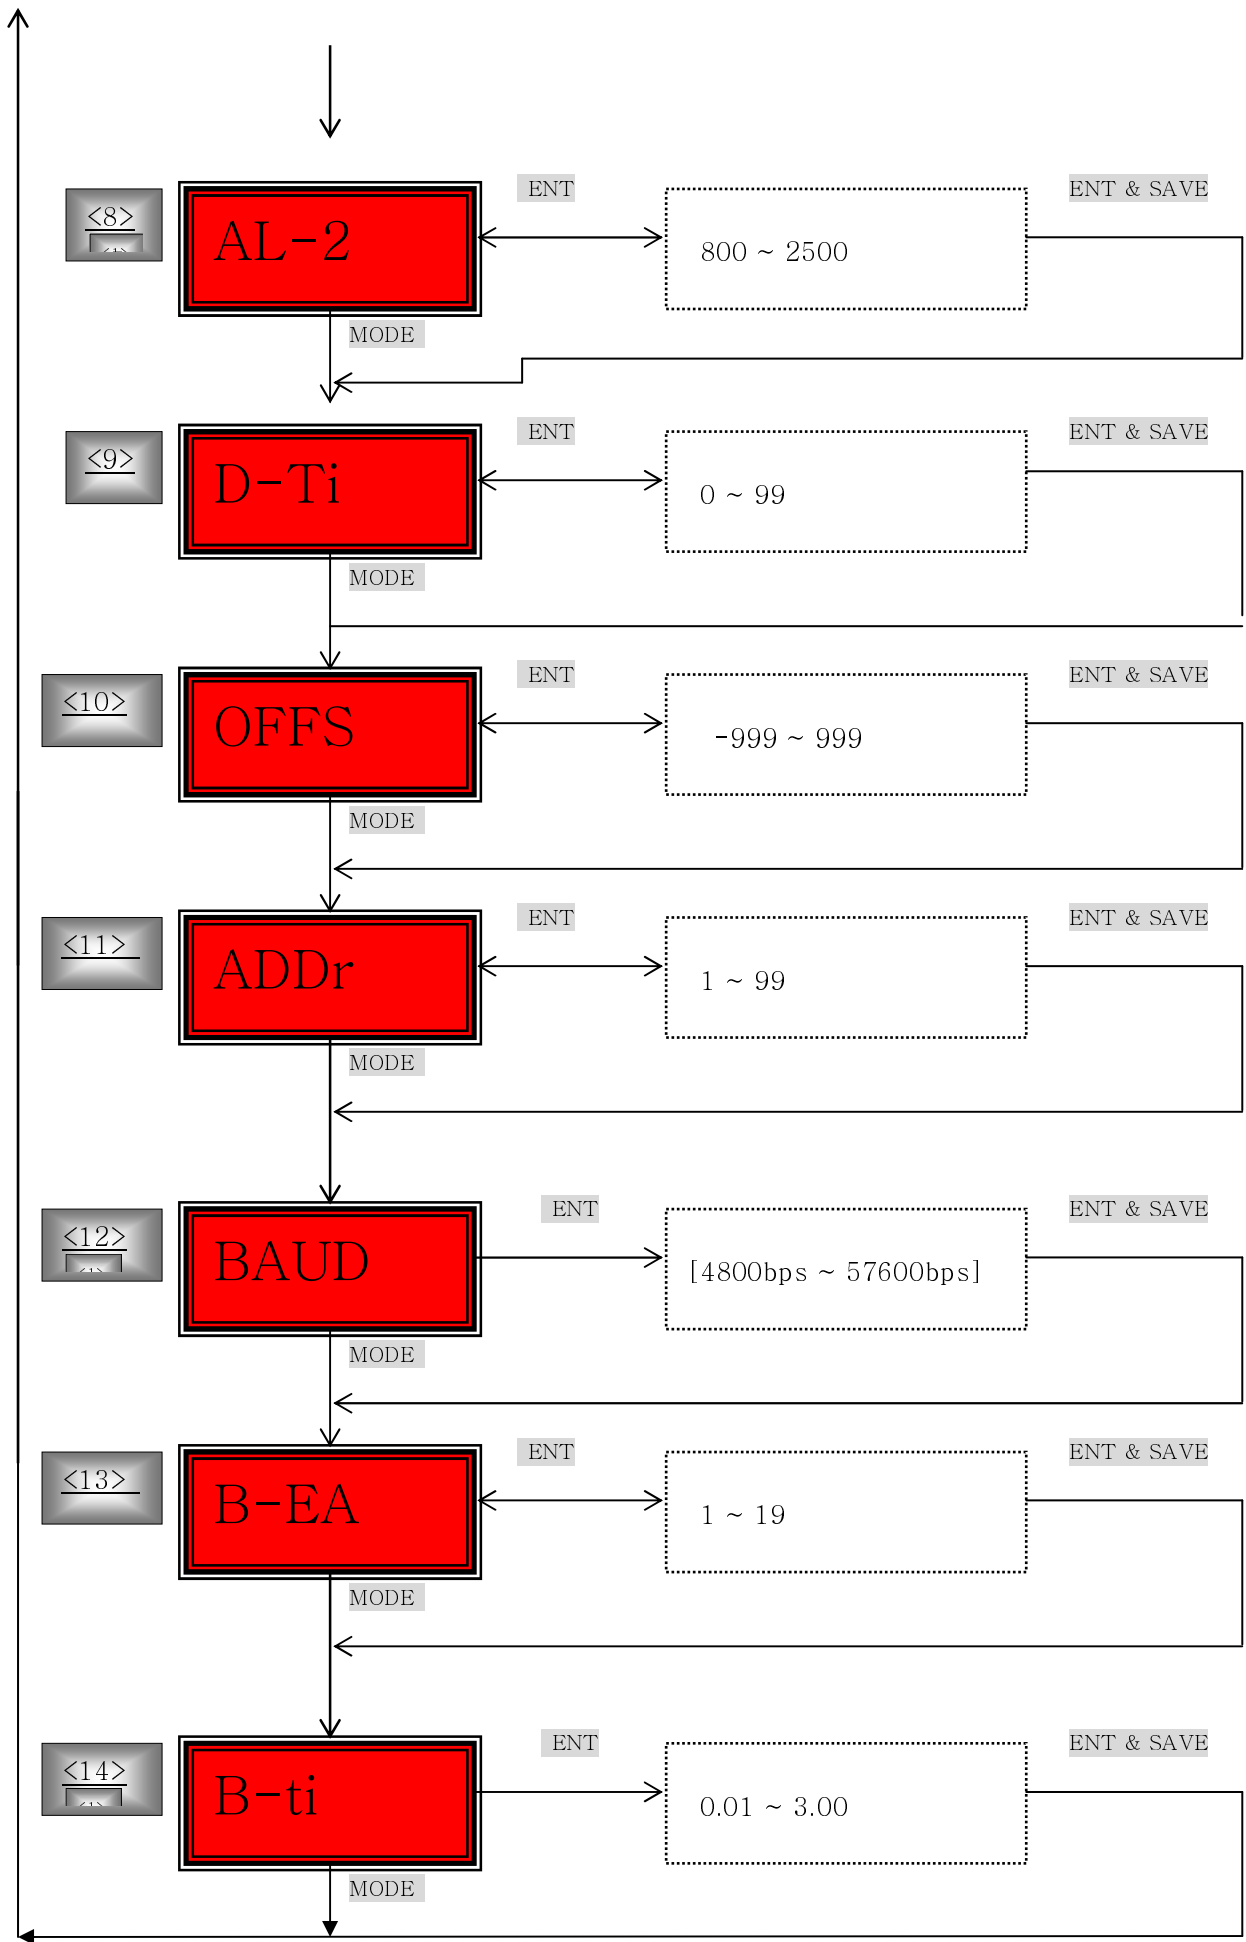 <8>
AL-2
ENT
800 ~ 2500
ENT & SAVE
MODE
<9>
D-Ti
ENT
0 ~ 99
ENT & SAVE
MODE
<10>
OFFS
ENT
-999 ~ 999
ENT & SAVE
MODE
<11>
ADDr
ENT
1 ~ 99
ENT & SAVE
MODE
<12>
BAUD
ENT
[4800bps ~ 57600bps]
ENT & SAVE
MODE
<13>
B-EA
ENT
1 ~ 19
ENT & SAVE
MODE
<14>
B-ti
ENT
0.01 ~ 3.00
ENT & SAVE
MODE